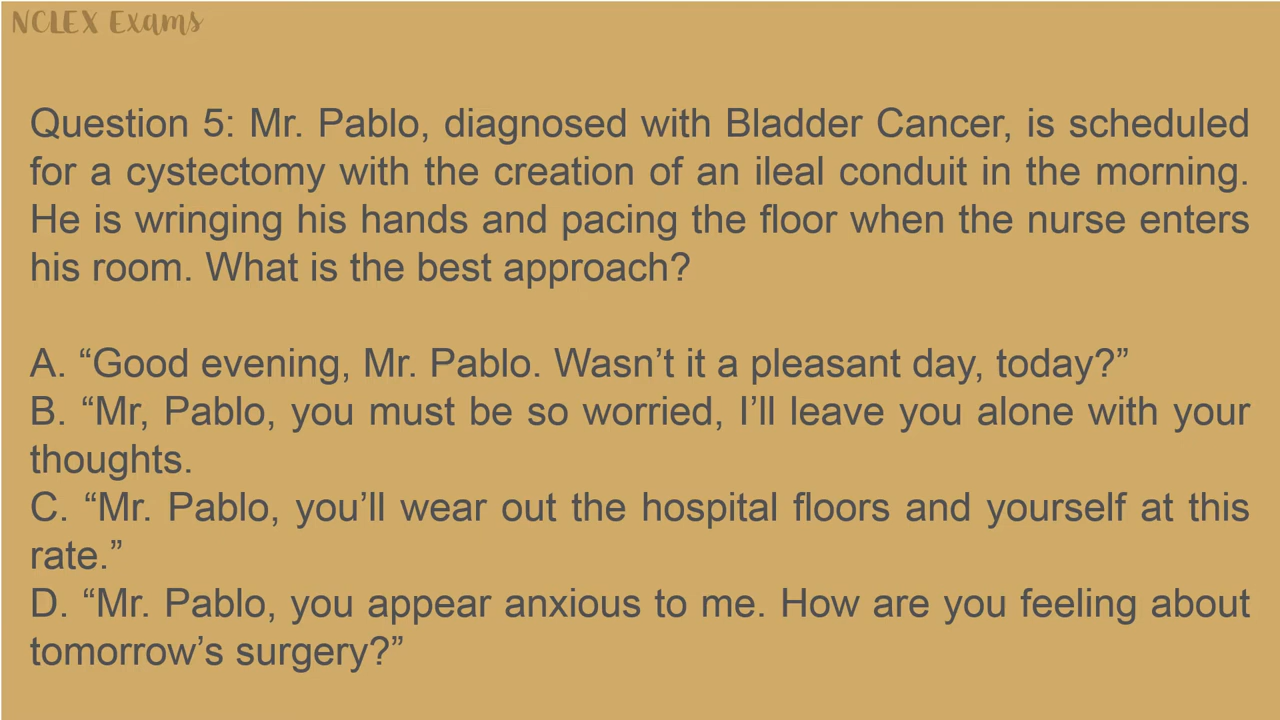 NCLEX Exams
Question 5: Mr. Pablo, diagnosed with Bladder Cancer, is scheduled
for a cystectomy with the creation of an ileal conduit in the morning.
He is wringing his hands and pacing the floor when the nurse enters
his room. What is the best approach?
A. “Good evening, Mr. Pablo. Wasn’t it a pleasant day, today?”
B. “Mr, Pablo, you must be so worried, I’ll leave you alone with your
thoughts.
C. “Mr. Pablo, you’ll wear out the hospital floors and yourself at this
rate.”
D. “Mr. Pablo, you appear anxious to me. How are you feeling about
tomorrow’s surgery?”